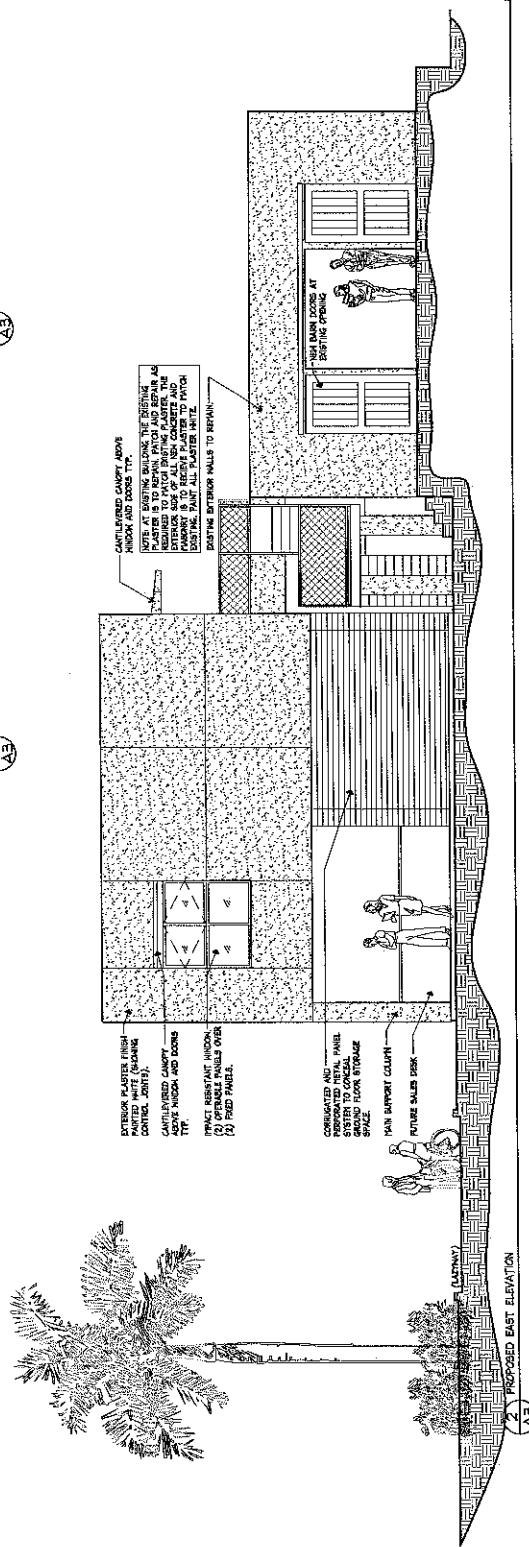 A3
A3
CANTILEVERED CANOPY ABOVE
WINDOW AND DOORS TYP.
NOTE: AT EXISTING BUILDING THE EXISTING
PLASTER IS TO REMAIN. PATCH AND REPAIR AS
REQUIRED TO MATCH EXISTING PLASTER. THE
EXTERIOR SIDE OF ALL NEW CONCRETE AND
MASONRY IS TO RECEIVE PLASTER TO MATCH
EXISTING. PAINT ALL PLASTER WHITE.
EXISTING EXTERIOR WALLS TO REMAIN.
NEW BARN DOORS AT
EXISTING OPENING
EXTERIOR PLASTER FINISH
PAINTED WHITE (SHOWING
CONTROL JOINTS).
CANTILEVERED CANOPY
ABOVE WINDOW AND DOORS
TYP.
IMPACT RESISTANT WINDOW
(2) OPERABLE PANELS OVER
(2) FIXED PANELS.
CORRUGATED AND
PERFORATED METAL PANEL
SYSTEM TO CONCEAL
GROUND FLOOR STORAGE
SPACE.
MAIN SUPPORT COLUMN
FUTURE SALES DESK
(LAZYWAY)
2
A3
PROPOSED EAST ELEVATION